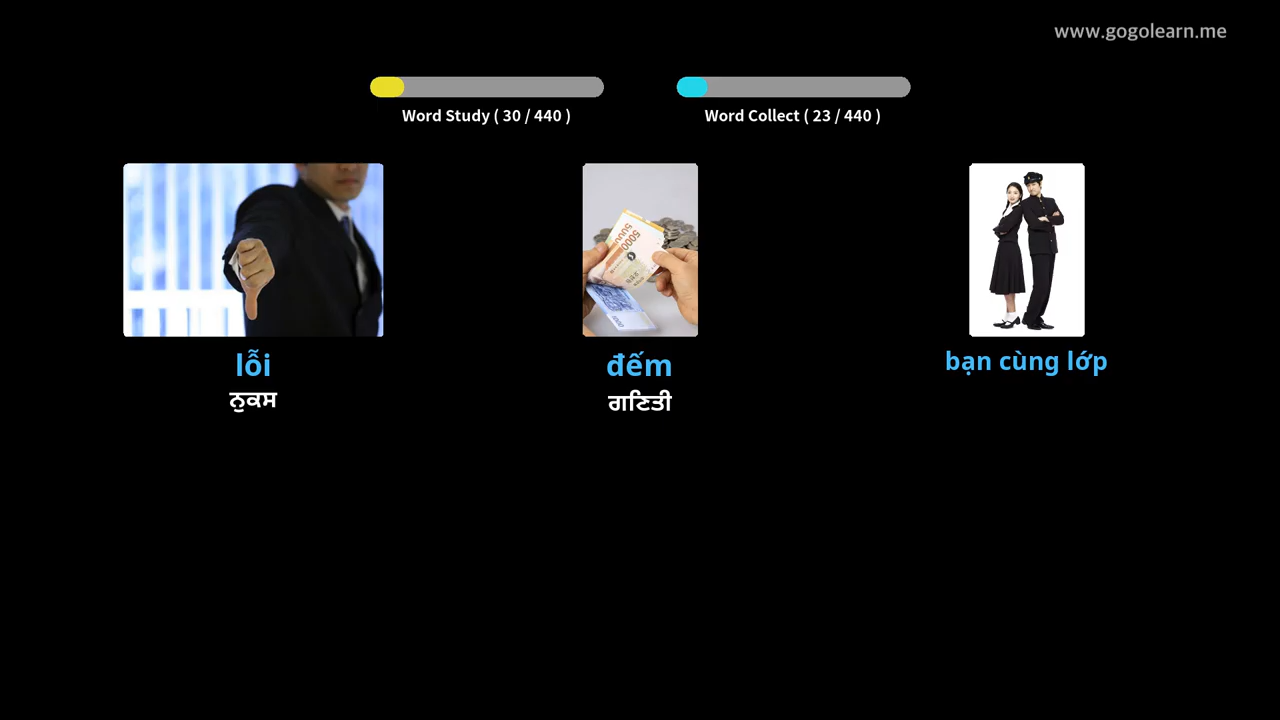 www.gogolearn.me
Word Study ( 30 / 440 )
Word Collect ( 23 / 440 )
lỗi
đếm
bạn cùng lớp
ਨੁਕਸ
ਗਣਿਤੀ